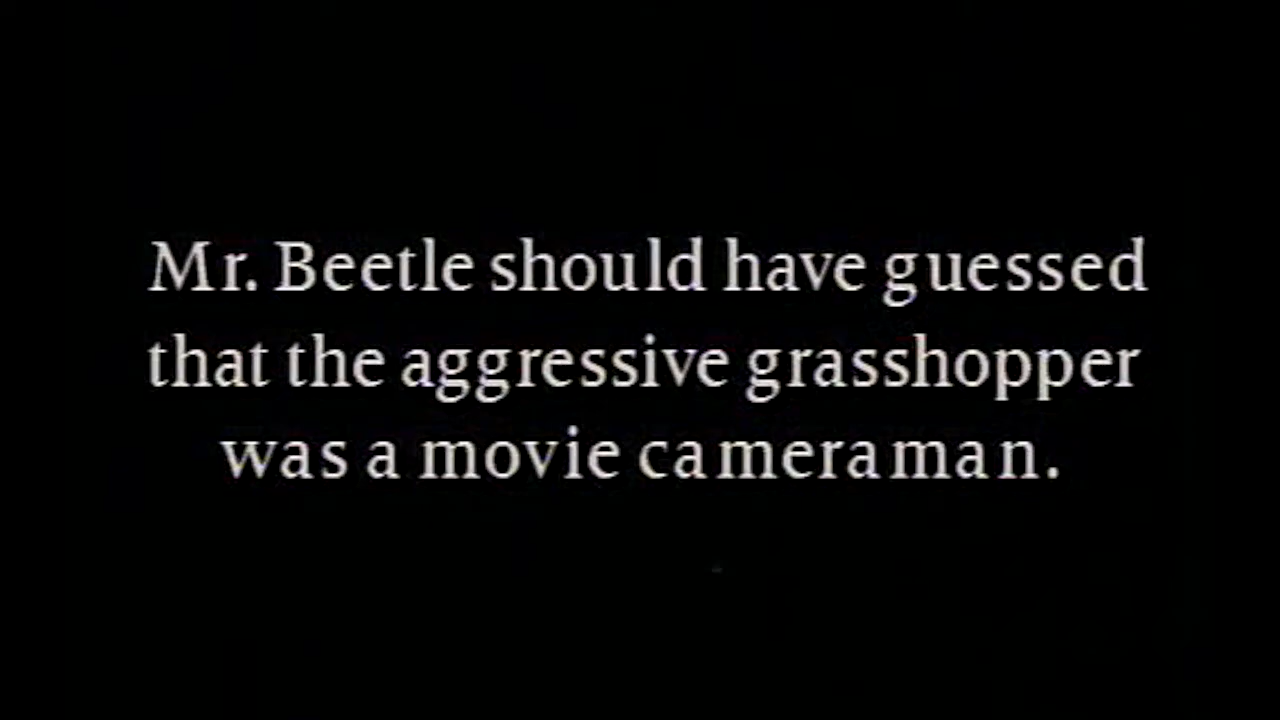 Mr. Beetle should have guessed
that the aggressive grasshopper
was a movie cameraman.